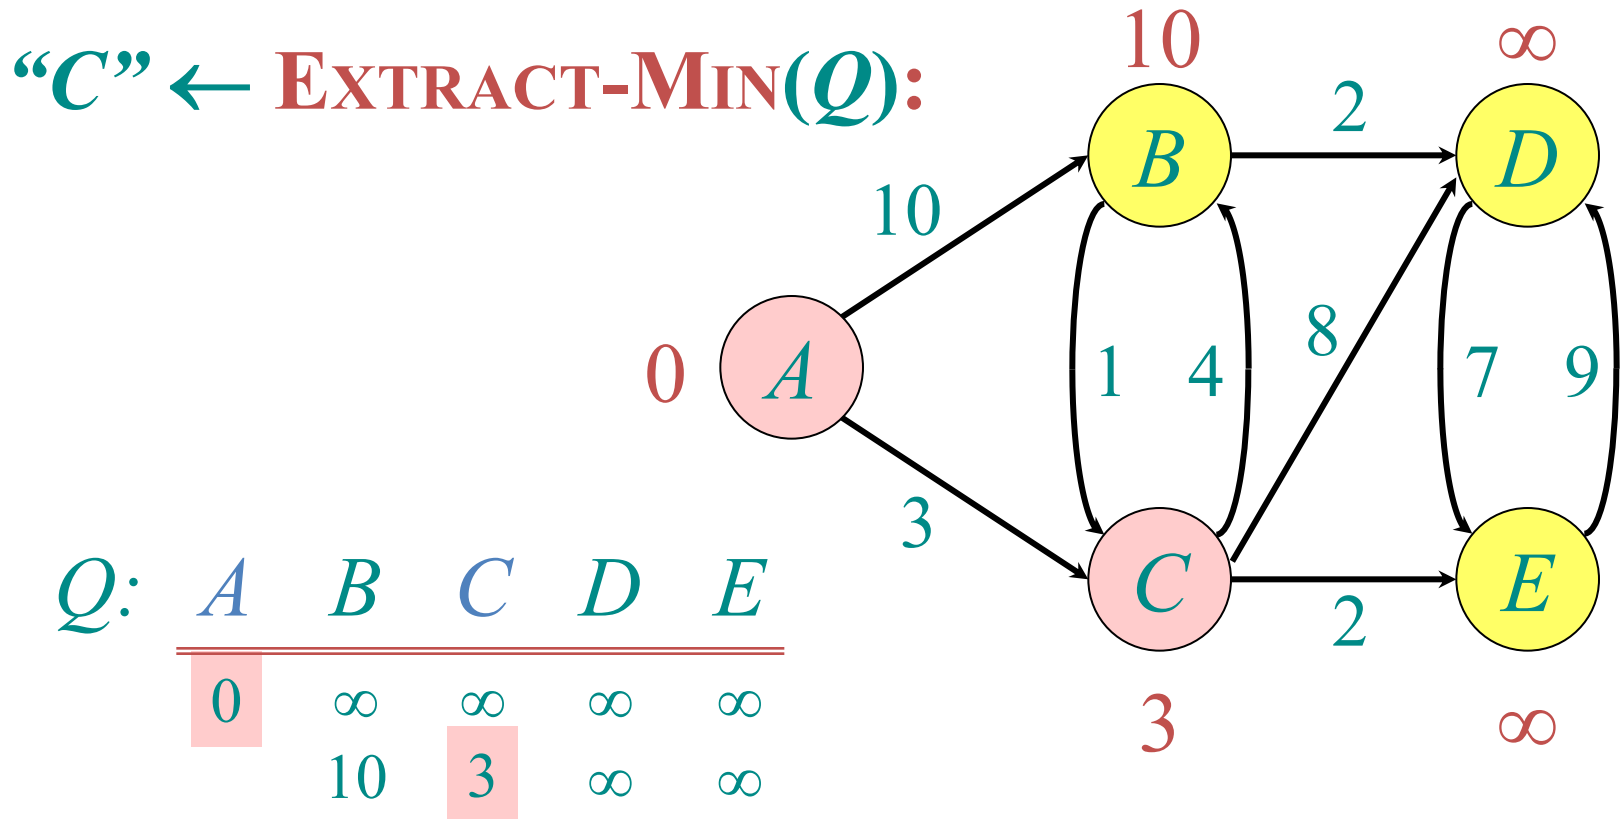 “C” ← EXTRACT-MIN(Q):
10 ∞
B 2 D
10
A 1 4 8 7 9
0
3
C 2 E
3 ∞
Q: A B C D E
0 ∞ ∞ ∞ ∞
10 3 ∞ ∞